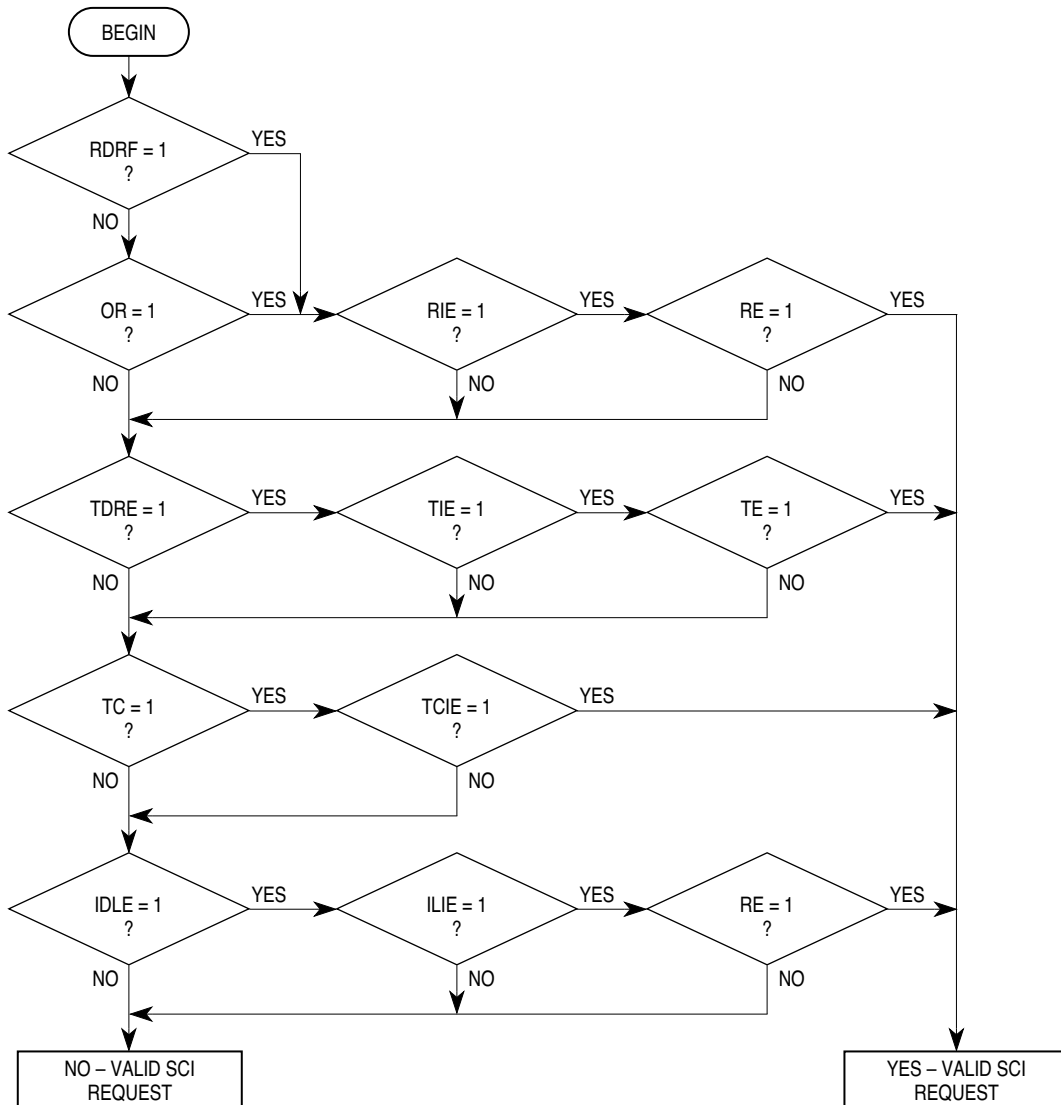 BEGIN
RDRF = 1
?
YES
NO
OR = 1
?
YES
NO
RIE = 1
?
YES
NO
RE = 1
?
YES
NO
TDRE = 1
?
YES
NO
TIE = 1
?
YES
NO
TE = 1
?
YES
NO
TC = 1
?
YES
NO
TCIE = 1
?
YES
NO
IDLE = 1
?
YES
NO
ILIE = 1
?
YES
NO
RE = 1
?
YES
NO
NO – VALID SCI
REQUEST
YES – VALID SCI
REQUEST